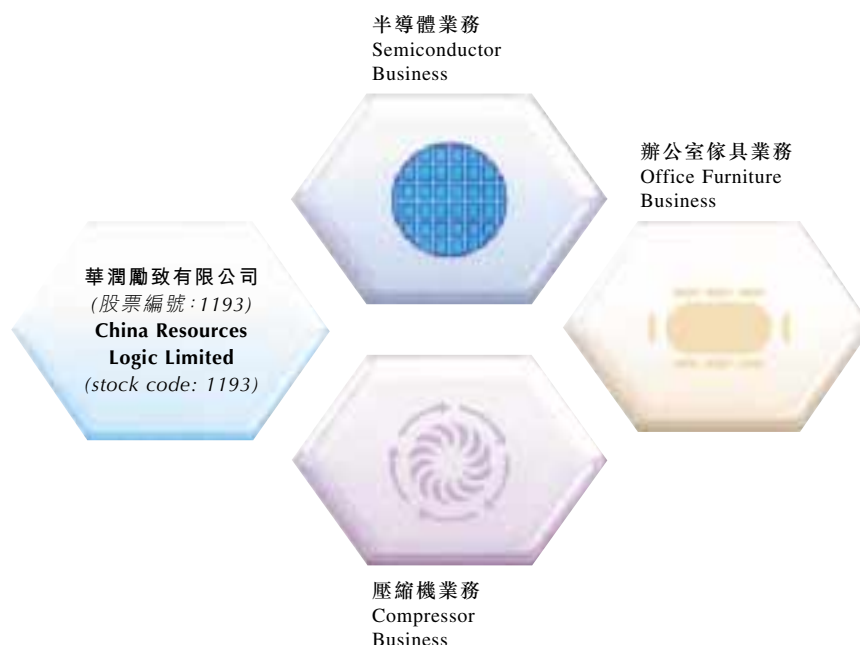 半導體業務
Semiconductor
Business
辦公室傢具業務
Office Furniture
Business
華潤勵致有限公司
(股票編號：1193)
China Resources
Logic Limited
(stock code: 1193)
壓縮機業務
Compressor
Business